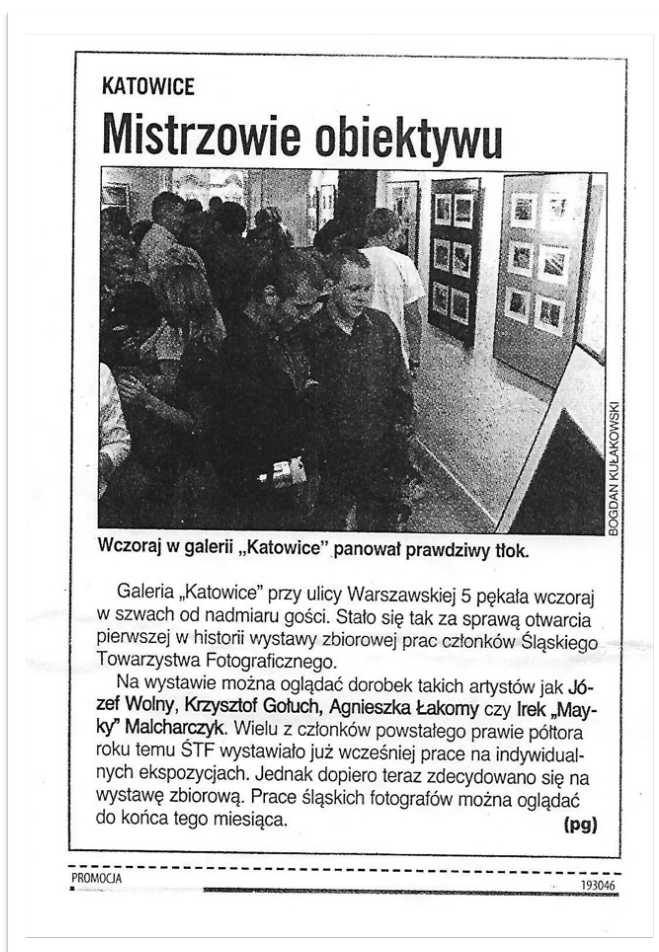 KATOWICE
Mistrzowie obiektywu
BOGDAN KUŁAKOWSKI
Wczoraj w galerii „Katowice” panował prawdziwy tłok.
Galeria „Katowice” przy ulicy Warszawskiej 5 pękała wczoraj
w szwach od nadmiaru gości. Stało się tak za sprawą otwarcia
pierwszej w historii wystawy zbiorowej prac członków Śląskiego
Towarzystwa Fotograficznego.
Na wystawie można oglądać dorobek takich artystów jak Jó-
zef Wolny, Krzysztof Gołuch, Agnieszka Łakomy czy Irek „May-
ky” Malcharczyk. Wielu z członków powstałego prawie półtora
roku temu ŚTF wystawiało już wcześniej prace na indywidual-
nych ekspozycjach. Jednak dopiero teraz zdecydowano się na
wystawę zbiorową. Prace śląskich fotografów można oglądać
do końca tego miesiąca.
(pg)
PROMOCJA
193046